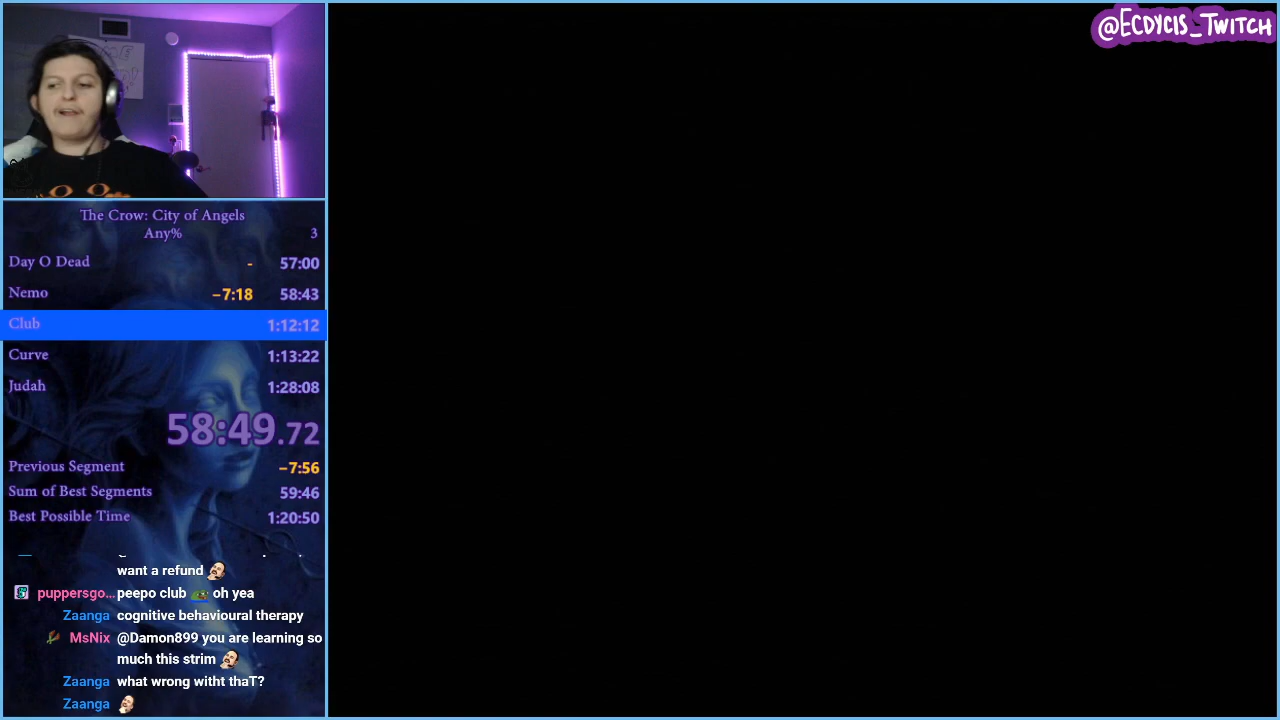 @ECDYCIS_TWITCH
The Crow: City of Angels
Any% 3
Day O Dead - 57:00
Nemo −7:18 58:43
Club 1:12:12
Curve 1:13:22
Judah 1:28:08
58:49.72
Previous Segment −7:56
Sum of Best Segments 59:46
Best Possible Time 1:20:50
want a refund
puppersgo... peepo club oh yea
Zaanga cognitive behavioural therapy
MsNix @Damon899 you are learning so
much this strim
Zaanga what wrong witht thaT?
Zaanga